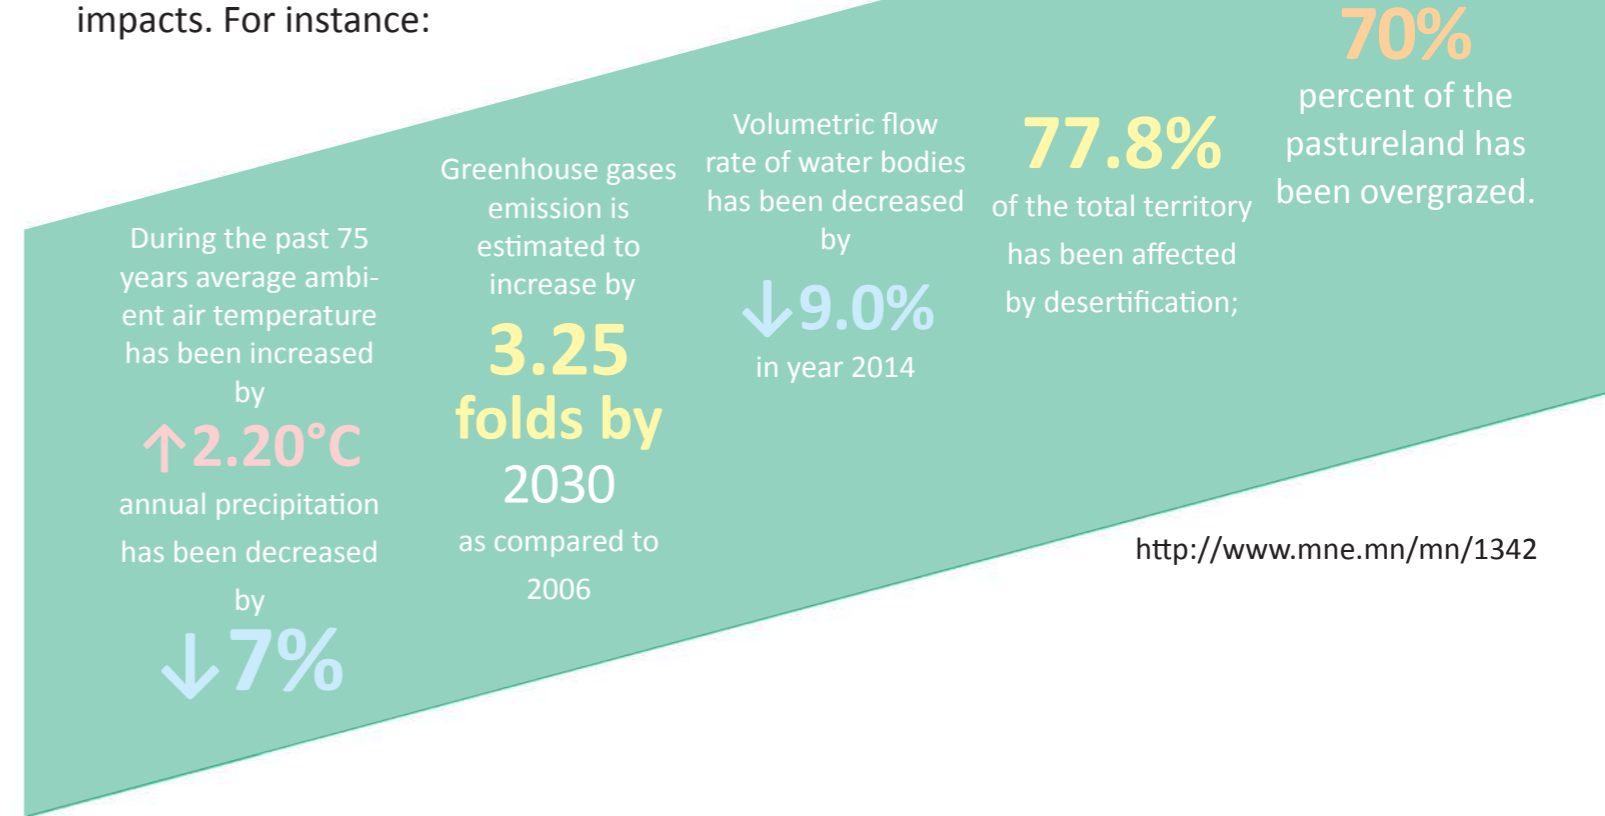 impacts. For instance:
During the past 75
years average ambi-
ent air temperature
has been increased
by
↑2.20°C
annual precipitation
has been decreased
by
↓7%
Greenhouse gases
emission is
estimated to
increase by
3.25
folds by
2030
as compared to
2006
Volumetric flow
rate of water bodies
has been decreased
by
↓9.0%
in year 2014
77.8%
of the total territory
has been affected
by desertification;
70%
percent of the
pastureland has
been overgrazed.
http://www.mne.mn/mn/1342